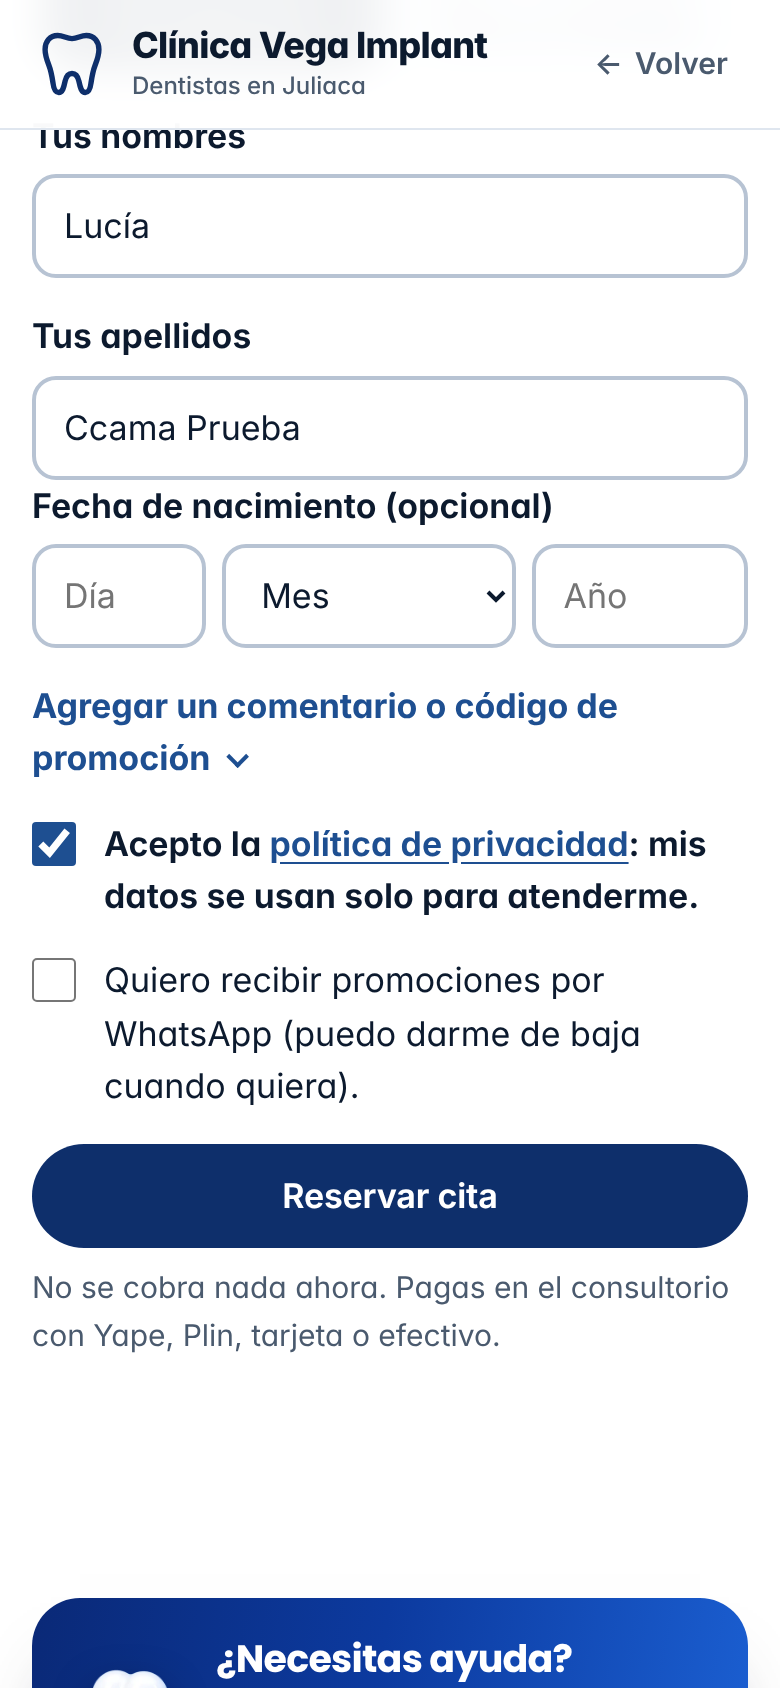 Clínica Vega Implant
Dentistas en Juliaca
← Volver
Tus nombres
Lucía
Tus apellidos
Ccama Prueba
Fecha de nacimiento (opcional)
Día
Mes
Año
Agregar un comentario o código de
promoción
Acepto la política de privacidad: mis
datos se usan solo para atenderme.
Quiero recibir promociones por
WhatsApp (puedo darme de baja
cuando quiera).
Reservar cita
No se cobra nada ahora. Pagas en el consultorio
con Yape, Plin, tarjeta o efectivo.
¿Necesitas ayuda?